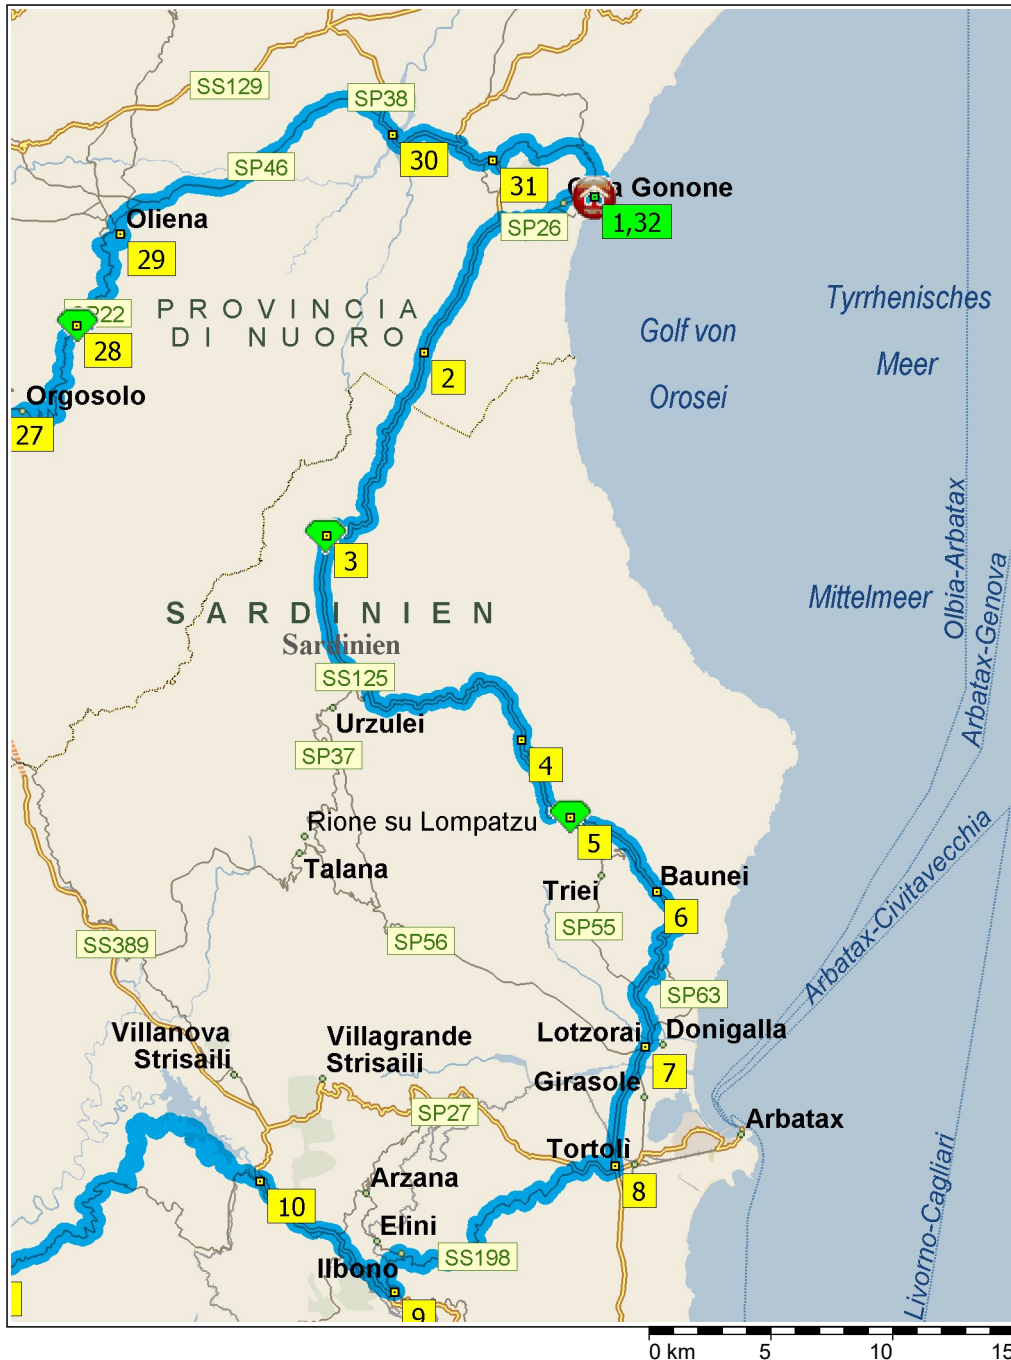 SS129
SP38
SP46
30
31
Gonone
1,32
SP26
Oliena
29
PROVINCIA
DI NUORO
28
Tyrrhenisches
Meer
Golf von
Orosei
2
Orgosolo
27
3
SARDINIEN
Sardinien
SS125
Urzulei
SP37
4
Mittelmeer
Olbia-Arbatax
Arbatax-Genova
Rione su Lompatzu
5
Talana
Triei
Baunei
6
SP55
SP56
SS389
SP63
Arbatax-Civitavecchia
Villanova
Strisaili
Villagrande
Strisaili
Lotzorai
Donigalla
7
Girasole
SP27
Arbatax
Tortolì
8
Arzana
10
Elini
Ilbono
SS198
9
Livorno-Cagliari
0 km 5 10 15